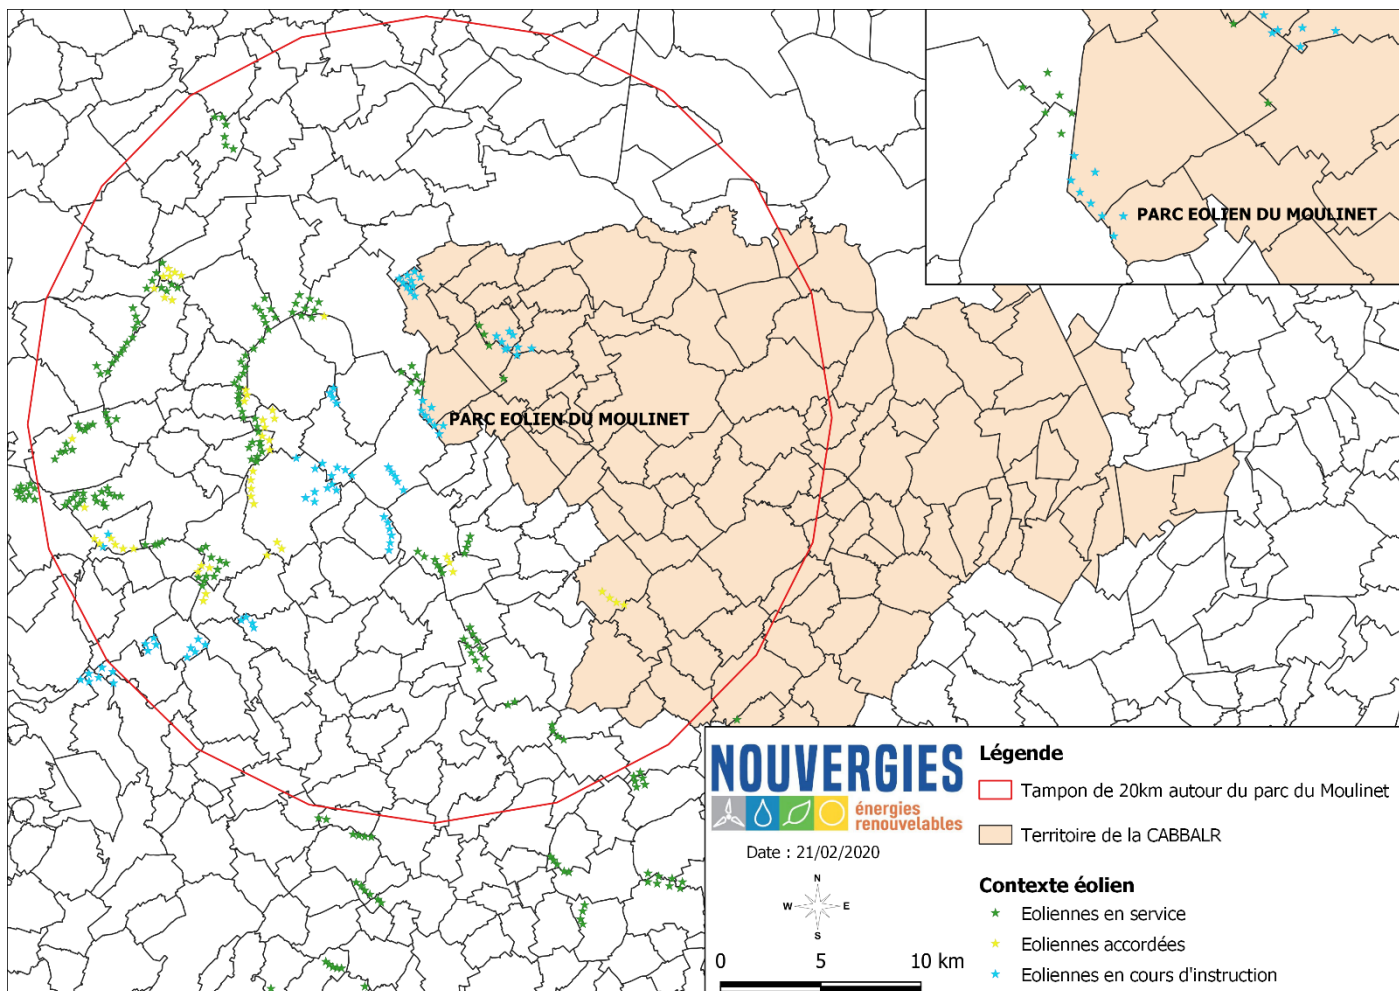 PARC EOLIEN DU MOULINET
PARC EOLIEN DU MOULINET
NOUVERGIES
énergies
renouvelables
Date : 21/02/2020
N
W
E
S
0
5
10 km
Légende
Tampon de 20km autour du parc du Moulinet
Territoire de la CABBALR
Contexte éolien
Eoliennes en service
Eoliennes accordées
Eoliennes en cours d'instruction